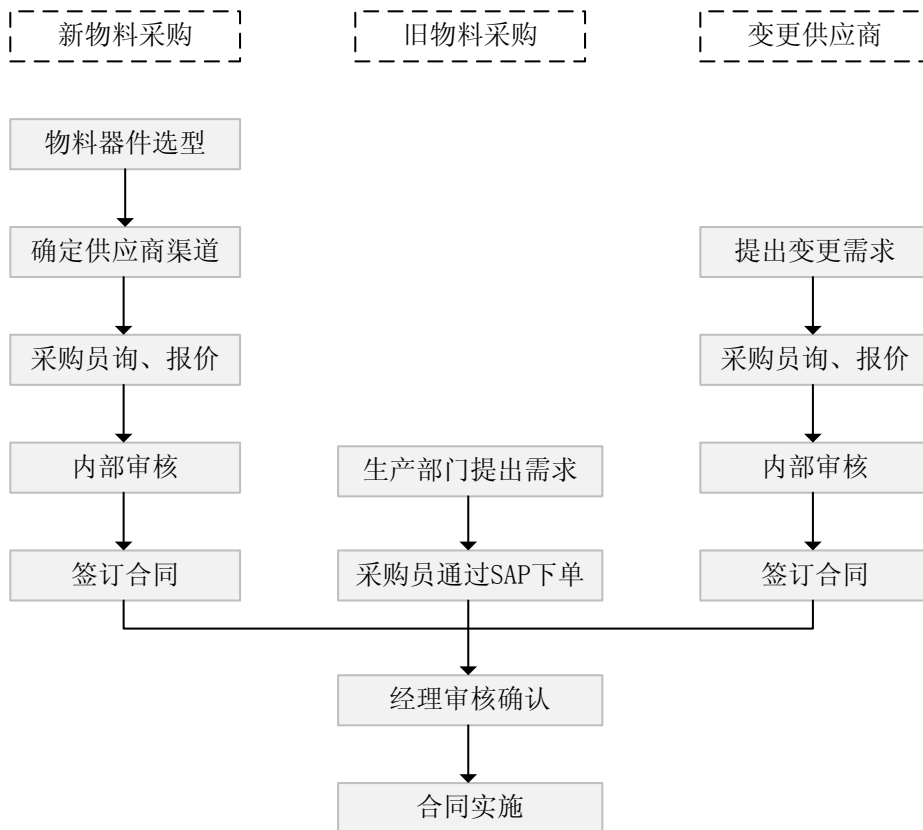 新物料采购
旧物料采购
变更供应商
物料器件选型
确定供应商渠道
提出变更需求
采购员询、报价
采购员询、报价
内部审核
生产部门提出需求
内部审核
签订合同
采购员通过SAP下单
签订合同
经理审核确认
合同实施